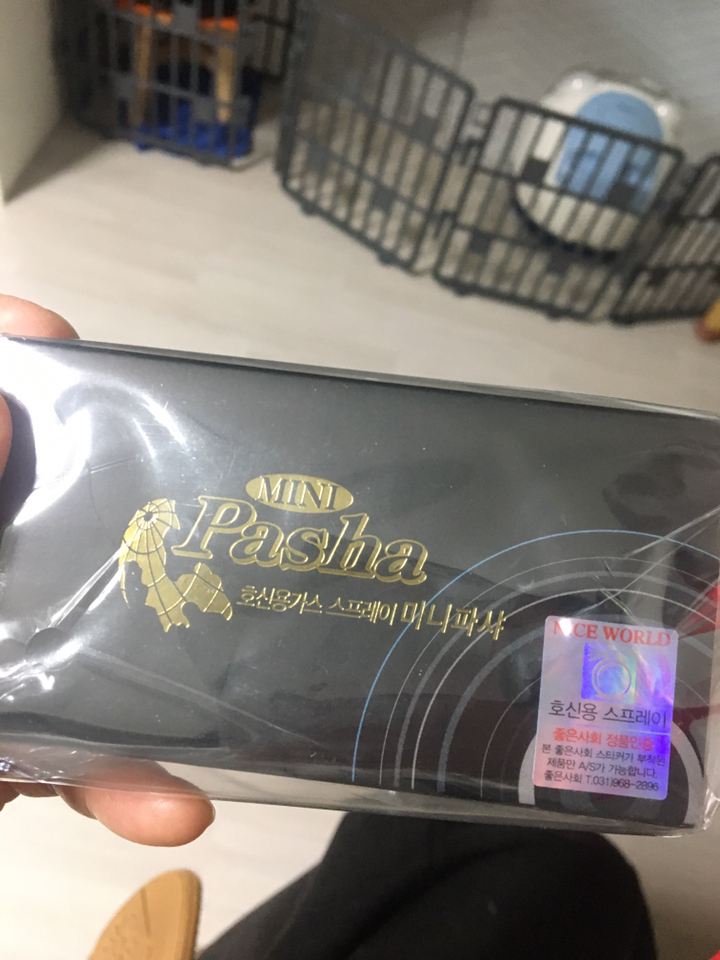 MINI
Pasha
호신용가스 스프레이 미니파샤
NICE WORLD
호신용 스프레이
좋은사회 정품인증
본 좋은사회 스티커가 부착된
제품만 A/S가 가능합니다.
좋은사회 T.031)968-2896